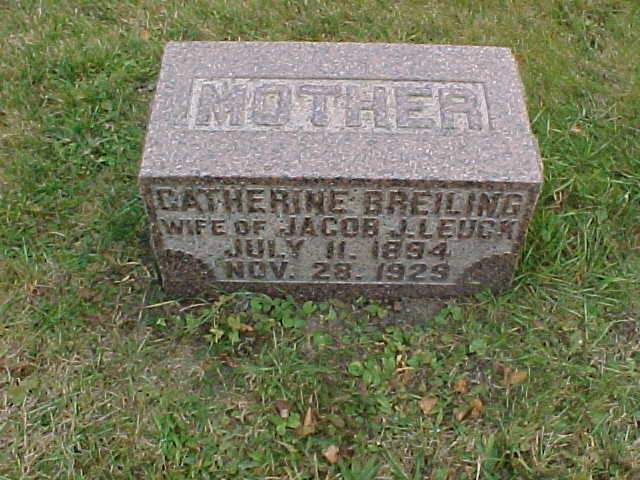 MOTHER
CATHERINE BREILING
WIFE OF JACOB J. LEUCK
JULY 11. 1894
NOV. 28. 1929